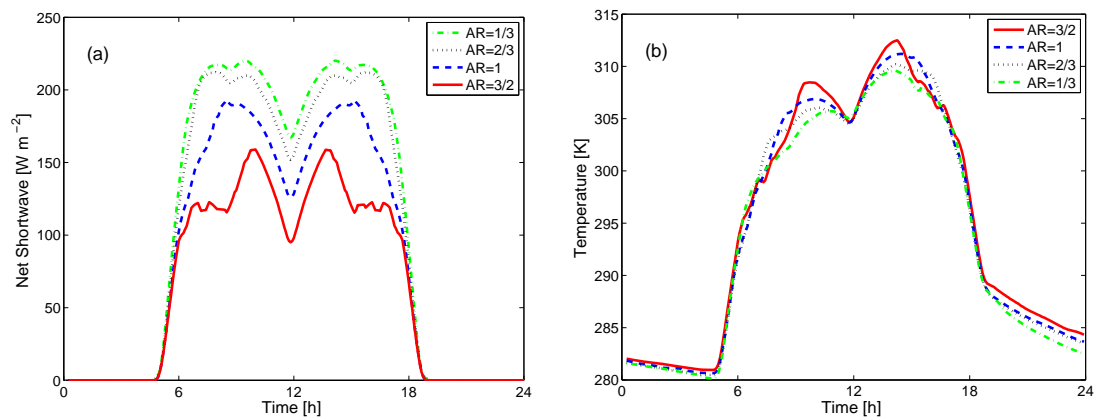 (a)
AR=1/3
AR=2/3
AR=1
AR=3/2
Net Shortwave [W m−2]
250
200
150
100
50
0
0 6 12 18 24
Time [h]
(b)
AR=3/2
AR=1
AR=2/3
AR=1/3
Temperature [K]
315
310
305
300
295
290
285
280
0 6 12 18 24
Time [h]